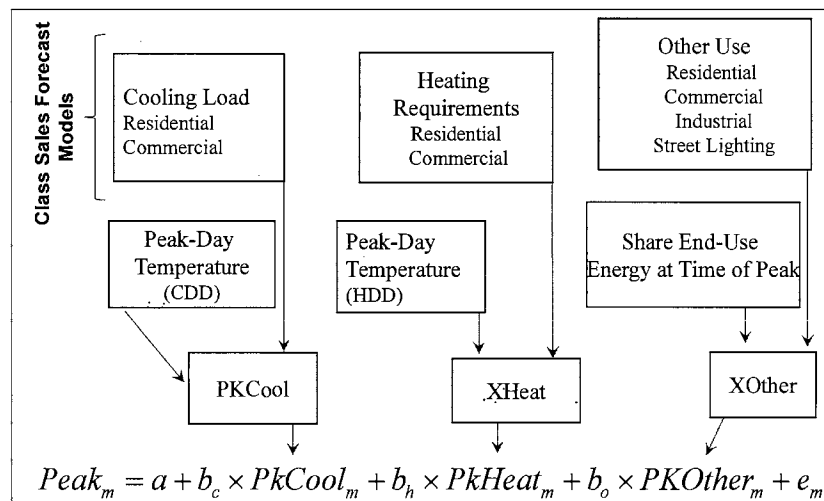 Class Sales Forecast
Models
Cooling Load
Residential
Commercial
Heating
Requirements
Residential
Commercial
Other Use
Residential
Commercial
Industrial
Street Lighting
Peak-Day
Temperature
(CDD)
Peak-Day
Temperature
(HDD)
Share End-Use
Energy at Time of Peak
PKCool
XHeat
XOther
Peak_m = a + b_c × PkCool_m + b_h × PkHeat_m + b_o × PKOther_m + e_m